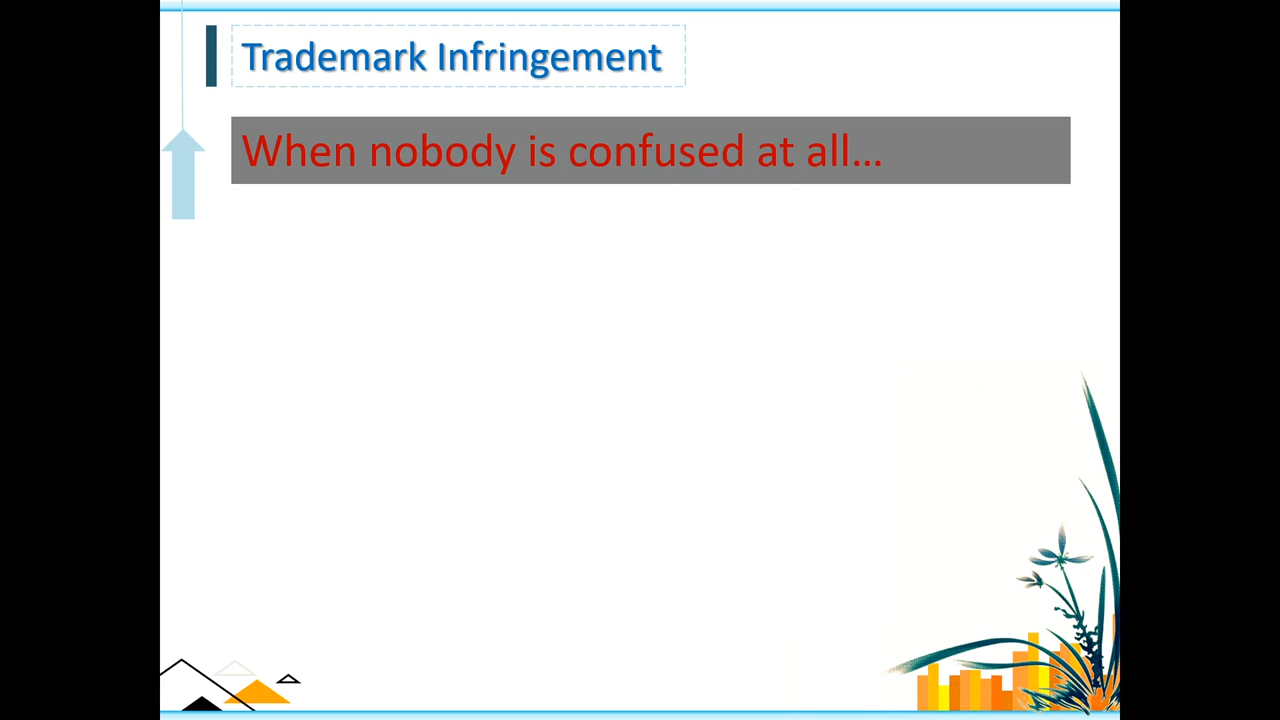 Trademark Infringement
When nobody is confused at all…